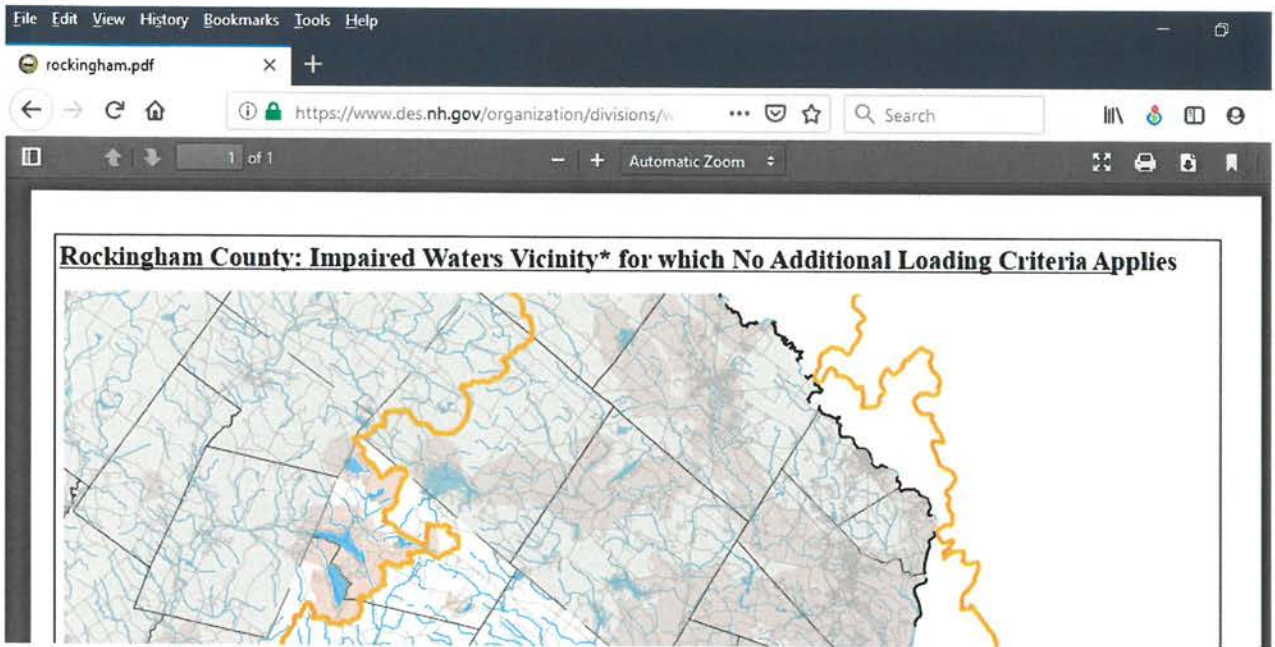 File Edit View History Bookmarks Tools Help
rockingham.pdf
https://www.des.nh.gov/organization/divisions/w
Search
1 of 1
Automatic Zoom
Rockingham County: Impaired Waters Vicinity* for which No Additional Loading Criteria Applies